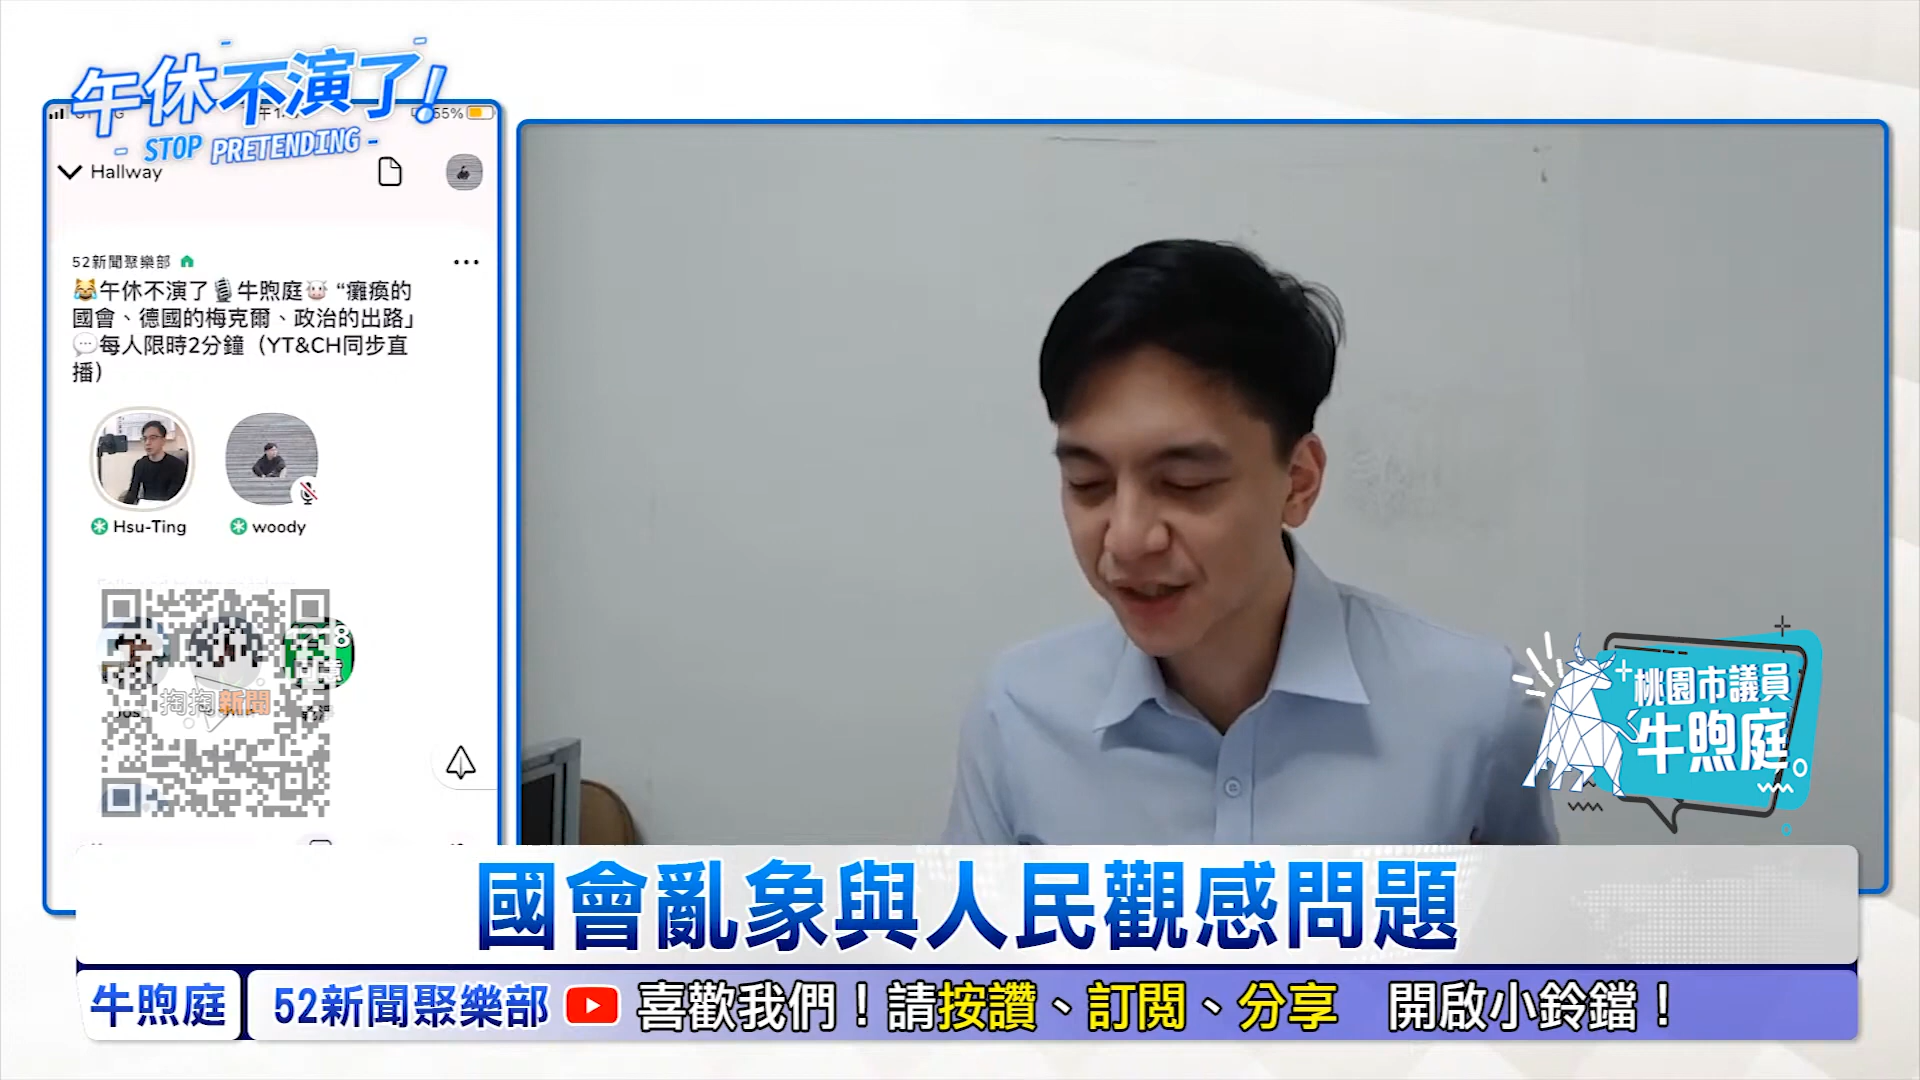 午休不演了!
STOP PRETENDING
55%
Hallway
52新聞聚樂部
午休不演了牛煦庭“癱瘓的
國會、德國的梅克爾、政治的出路」
每人限時2分鐘（YT&CH同步直
播）
Hsu-Ting
woody
掏掏新聞
桃園市議員
牛煦庭
國會亂象與人民觀感問題
牛煦庭
52新聞聚樂部
喜歡我們！請按讚、訂閱、分享 開啟小鈴鐺！